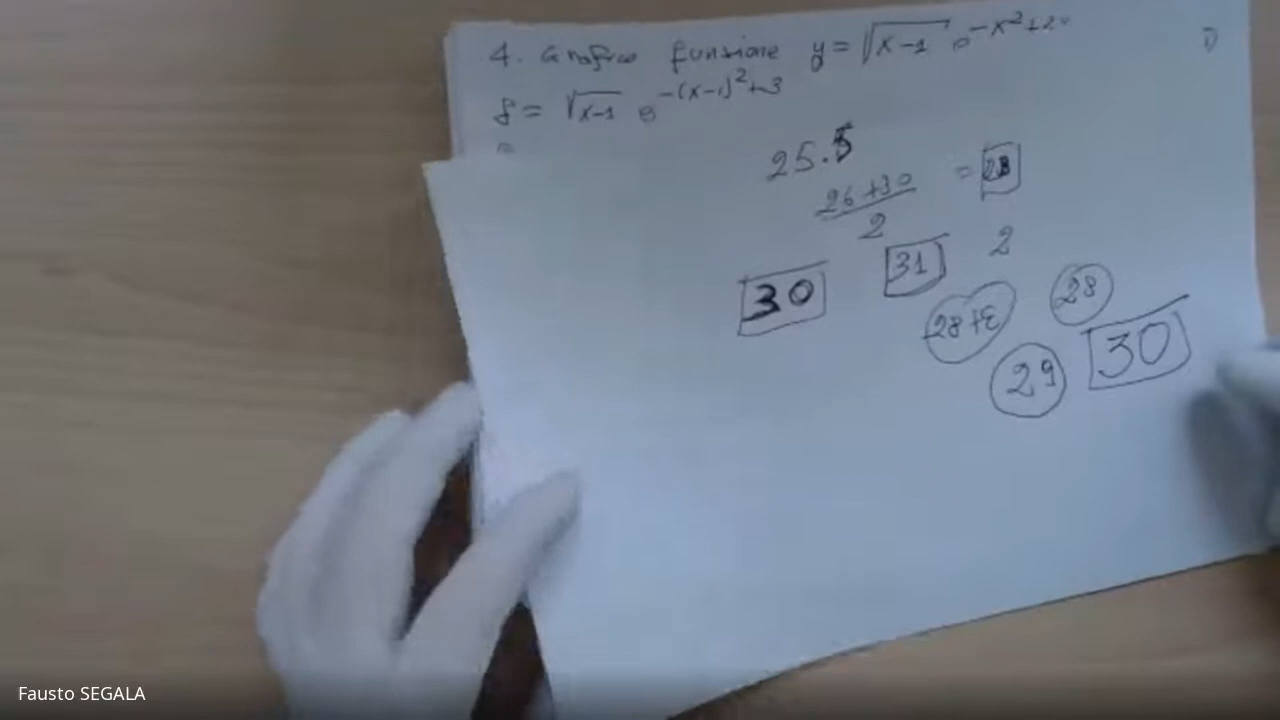 4. Grafico funzione y = √x-1 e^-x²+2x
f = √x-1 e^-(x-1)²+3
25.5
26+30 / 2 = 28
30 31 2
28+ε 28
29 30
Fausto SEGALA